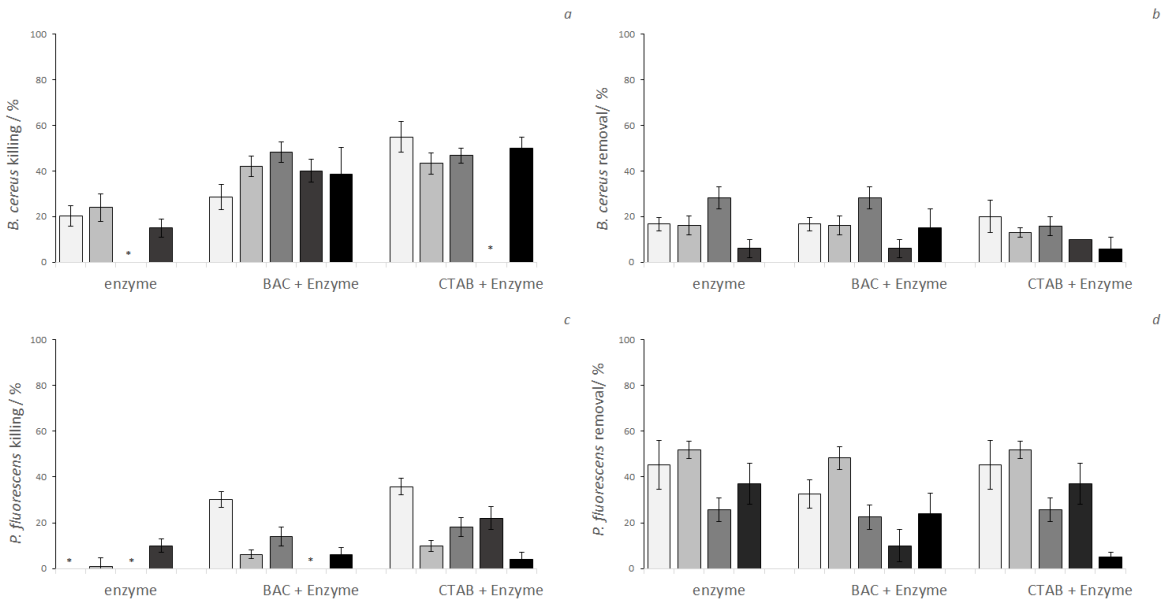 a
B. cereus killing / %
100
80
60
40
20
0
*
*
enzyme
BAC + Enzyme
CTAB + Enzyme
b
B. cereus removal/ %
100
80
60
40
20
0
enzyme
BAC + Enzyme
CTAB + Enzyme
c
P. fluorescens killing / %
100
80
60
40
20
0
*
*
*
enzyme
BAC + Enzyme
CTAB + Enzyme
d
P. fluorescens removal/ %
100
80
60
40
20
0
enzyme
BAC + Enzyme
CTAB + Enzyme